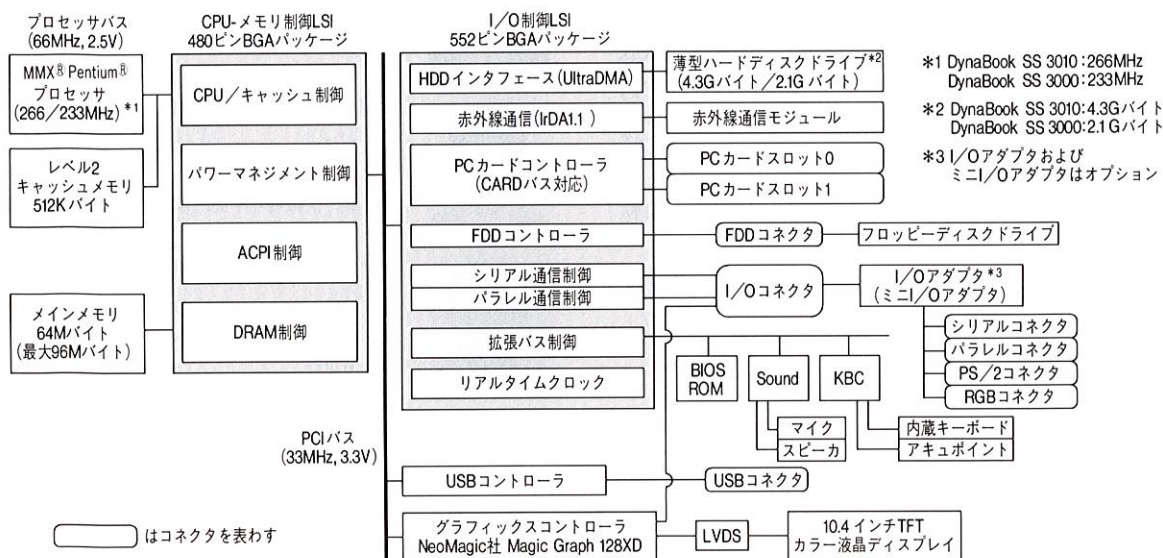 プロセッサバス
(66MHz, 2.5V)
MMX® Pentium®
プロセッサ
(266/233MHz)*1
レベル2
キャッシュメモリ
512Kバイト
メインメモリ
64Mバイト
(最大96Mバイト)
CPU-メモリ制御LSI
480ピンBGAパッケージ
CPU/キャッシュ制御
パワーマネジメント制御
ACPI制御
DRAM制御
PCIバス
(33MHz, 3.3V)
I/O制御LSI
552ピンBGAパッケージ
HDDインタフェース(UltraDMA)
赤外線通信(IrDA1.1)
PCカードコントローラ
(CARDバス対応)
FDDコントローラ
シリアル通信制御
パラレル通信制御
拡張バス制御
リアルタイムクロック
USBコントローラ
グラフィックスコントローラ
NeoMagic社 Magic Graph 128XD
薄型ハードディスクドライブ*2
(4.3Gバイト/2.1Gバイト)
赤外線通信モジュール
PCカードスロット0
PCカードスロット1
FDDコネクタ
フロッピーディスクドライブ
I/Oコネクタ
I/Oアダプタ*3
(ミニI/Oアダプタ)
シリアルコネクタ
パラレルコネクタ
PS/2コネクタ
RGBコネクタ
BIOS
ROM
Sound
KBC
マイク
スピーカ
内蔵キーボード
アキュポイント
USBコネクタ
LVDS
10.4インチTFT
カラー液晶ディスプレイ
*1 DynaBook SS 3010:266MHz
DynaBook SS 3000:233MHz
*2 DynaBook SS 3010:4.3Gバイト
DynaBook SS 3000:2.1Gバイト
*3 I/Oアダプタおよび
ミニI/Oアダプタはオプション
はコネクタを表わす